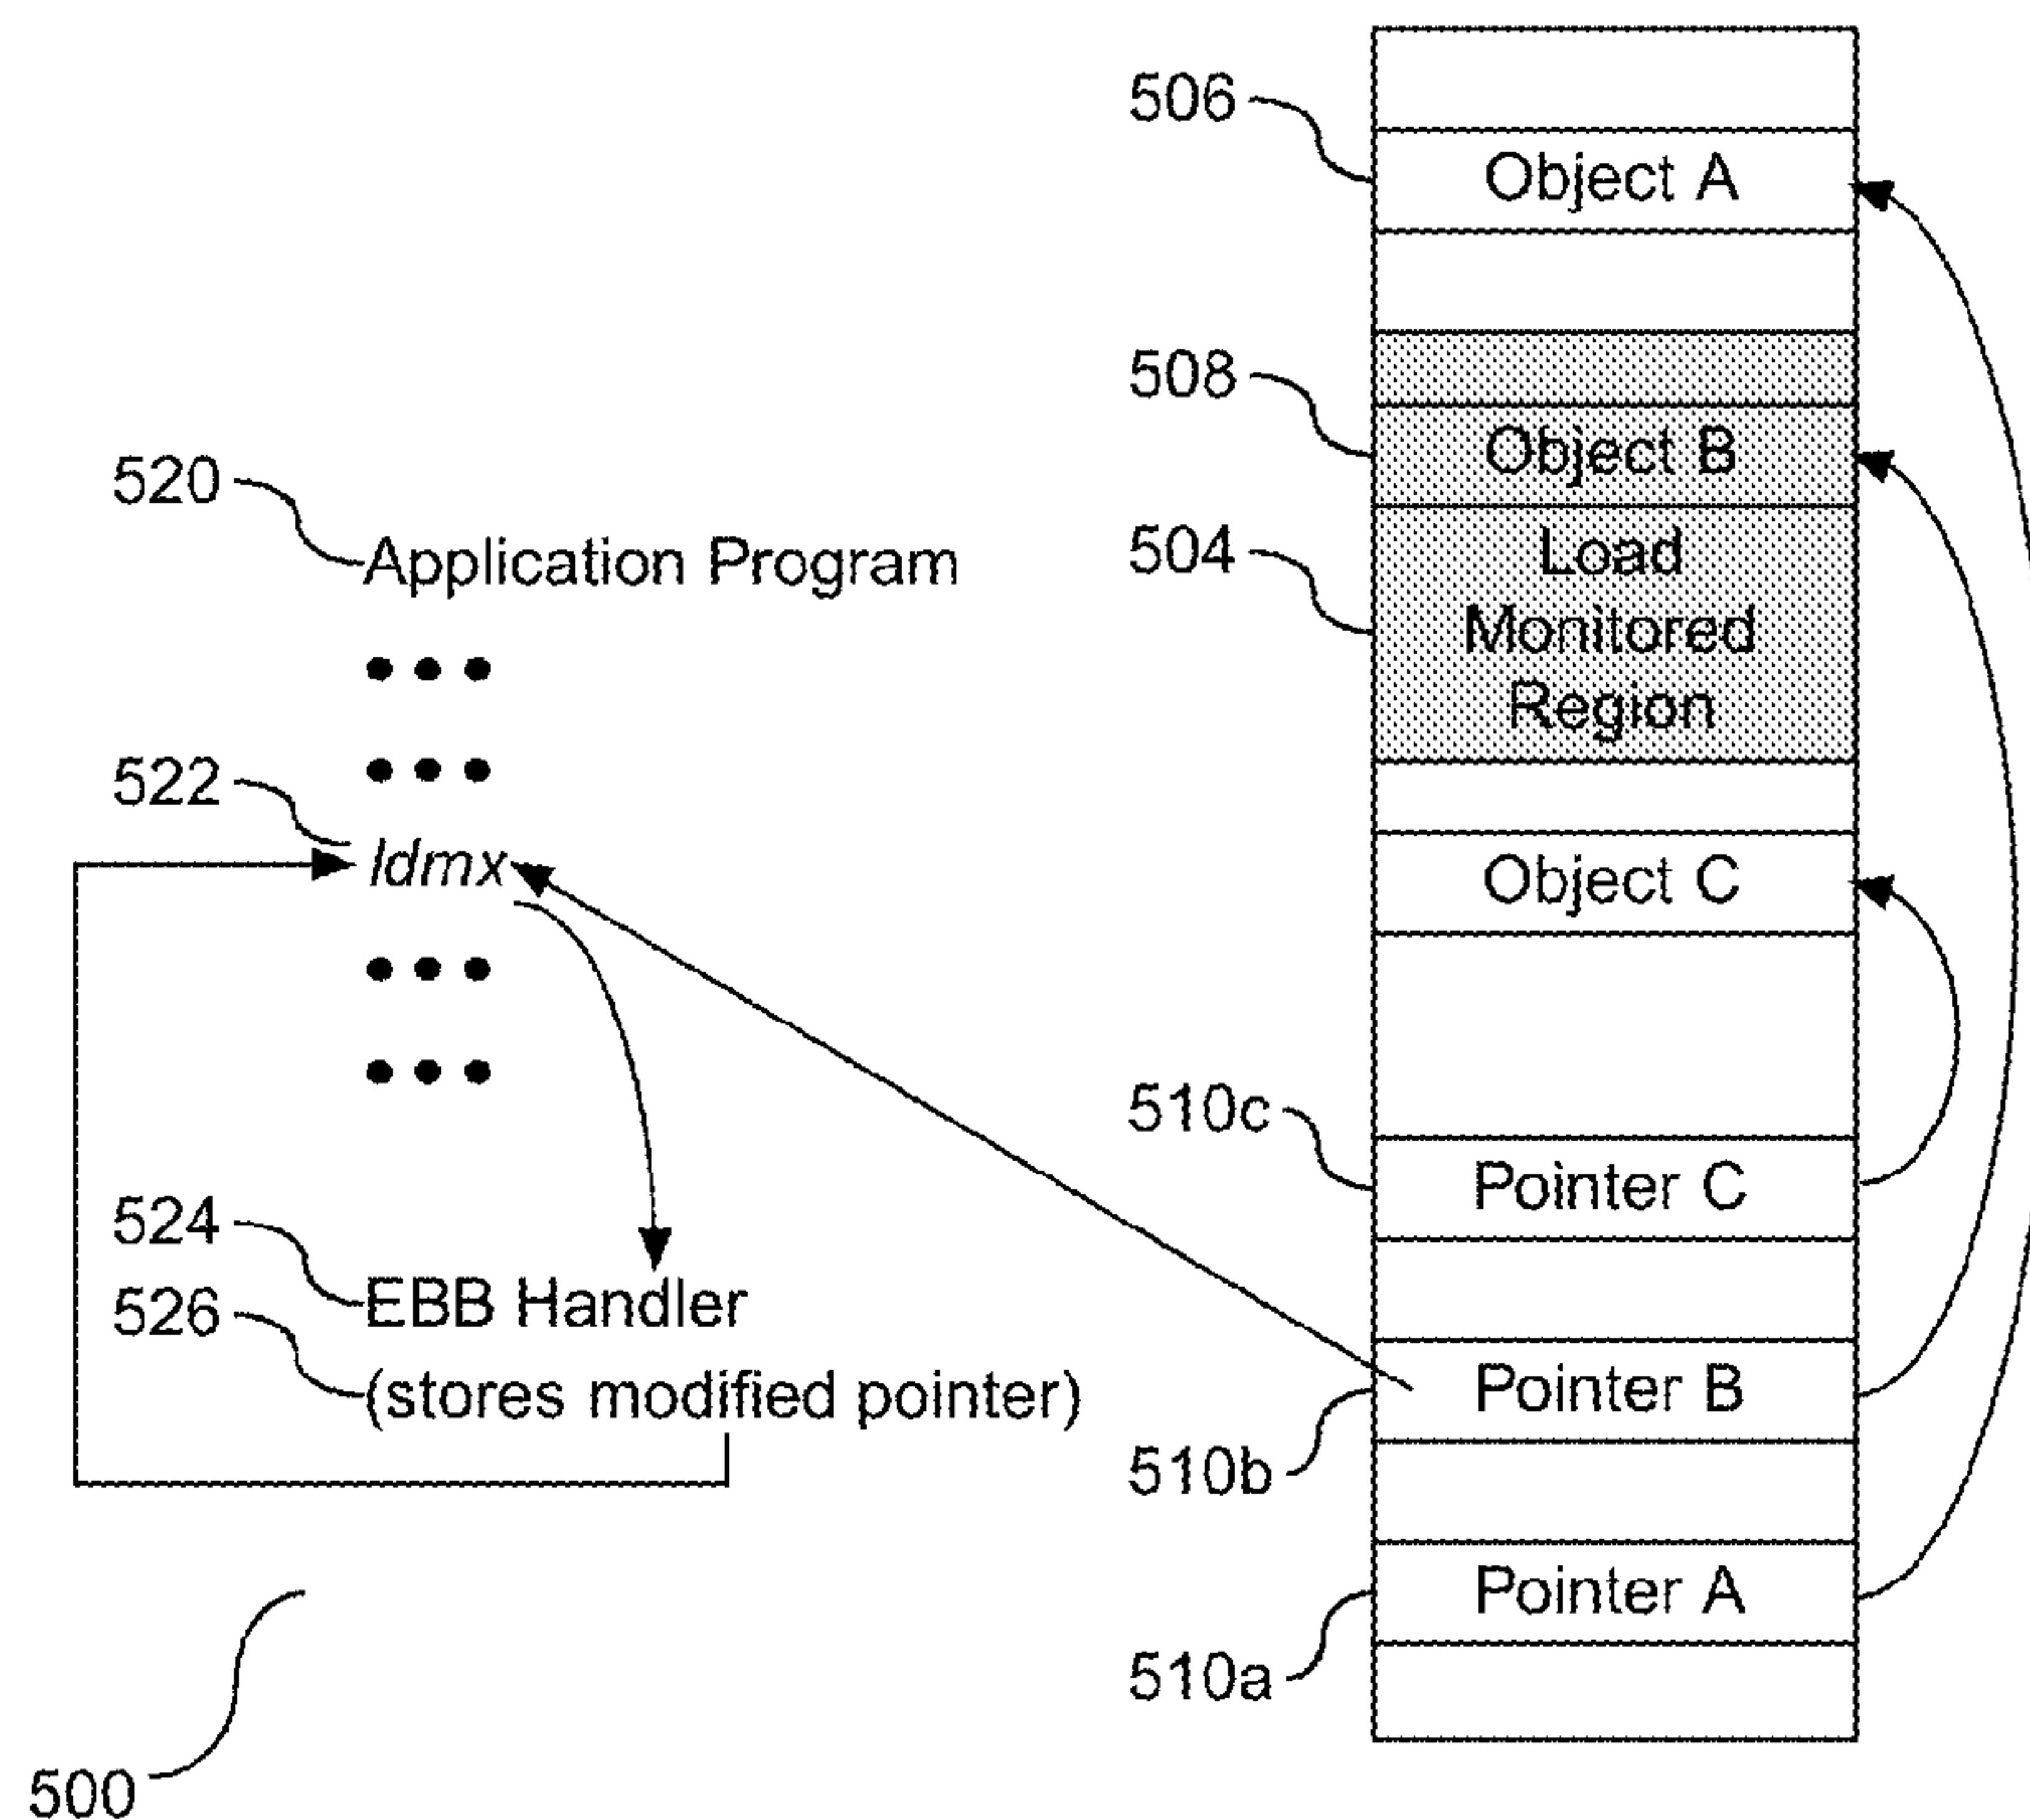 506
Object A
508
Object B
520
Application Program
504
Load
Monitored
Region
522
ldmx
Object C
510c
Pointer C
524
EBB Handler
526
(stores modified pointer)
Pointer B
510b
Pointer A
510a
500